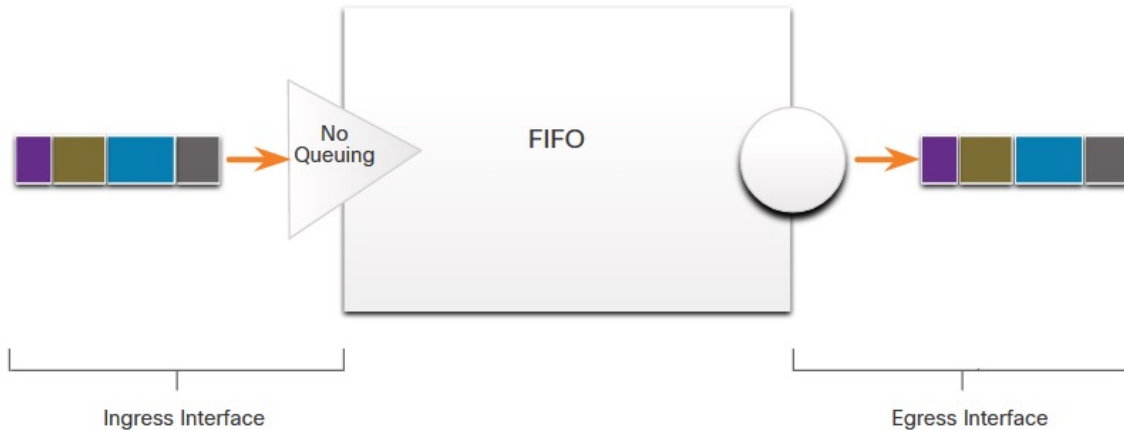 No
Queuing
FIFO
Ingress Interface
Egress Interface